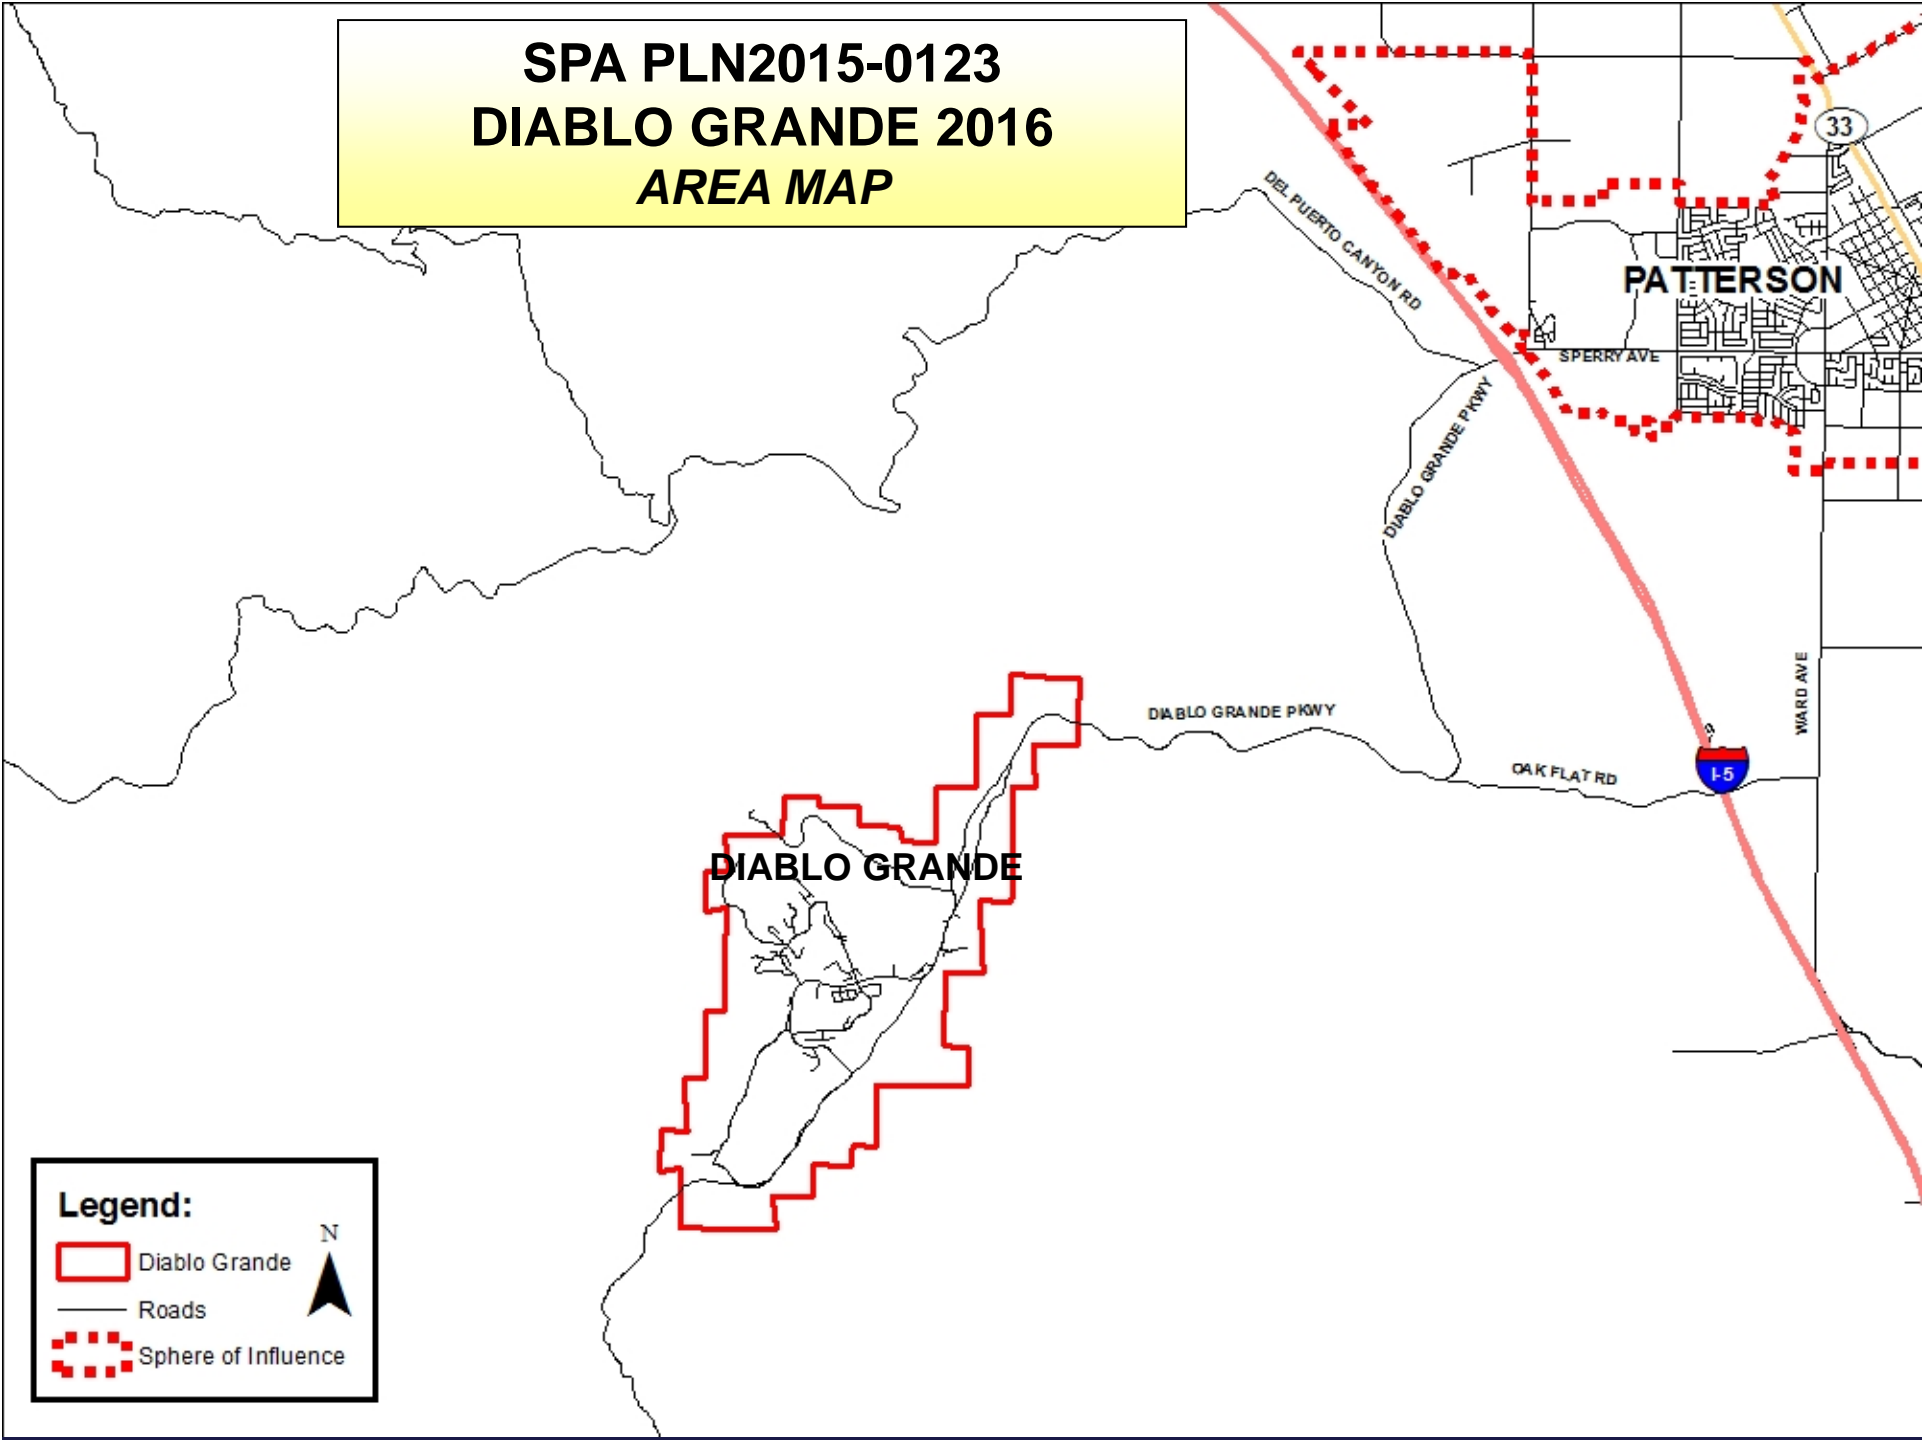 SPA PLN2015-0123
DIABLO GRANDE 2016
AREA MAP
33
DEL PUERTO CANYON RD
PATTERSON
SPERRY AVE
DIABLO GRANDE PKWY
WARD AVE
DIABLO GRANDE PKWY
OAK FLAT RD
I-5
DIABLO GRANDE
Legend:
N
Diablo Grande
Roads
Sphere of Influence